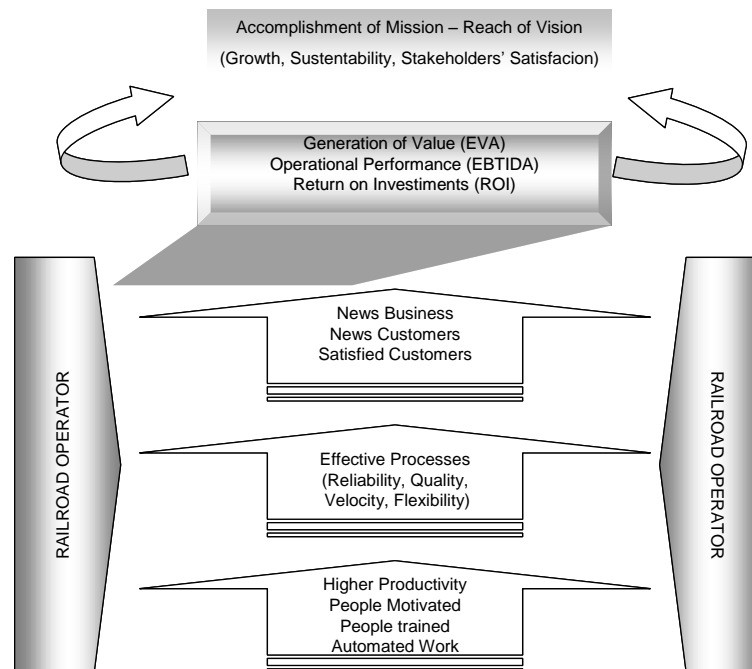 Accomplishment of Mission – Reach of Vision
(Growth, Sustentability, Stakeholders’ Satisfacion)
Generation of Value (EVA)
Operational Performance (EBTIDA)
Return on Investiments (ROI)
News Business
News Customers
Satisfied Customers
RAILROAD OPERATOR
RAILROAD OPERATOR
Effective Processes
(Reliability, Quality,
Velocity, Flexibility)
Higher Productivity
People Motivated
People trained
Automated Work